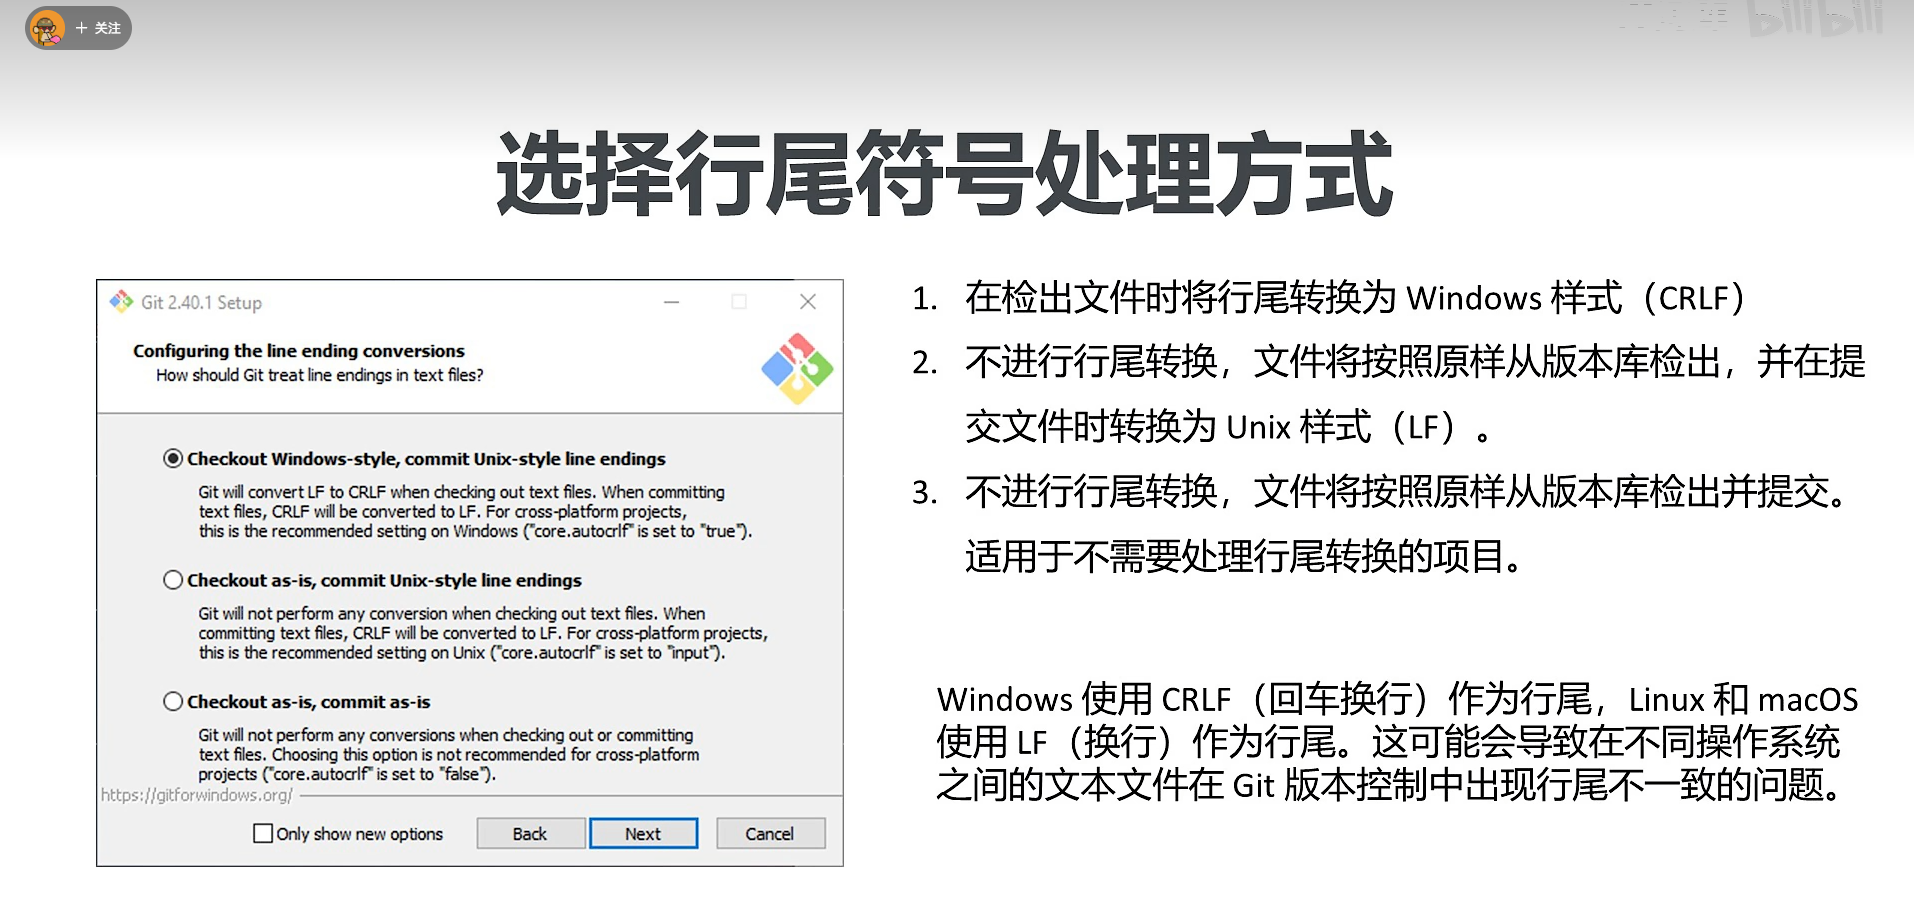 + 关注
bilibili
选择行尾符号处理方式
Git 2.40.1 Setup
Configuring the line ending conversions
How should Git treat line endings in text files?
Checkout Windows-style, commit Unix-style line endings
Git will convert LF to CRLF when checking out text files. When committing
text files, CRLF will be converted to LF. For cross-platform projects,
this is the recommended setting on Windows ("core.autocrlf" is set to "true").
Checkout as-is, commit Unix-style line endings
Git will not perform any conversion when checking out text files. When
committing text files, CRLF will be converted to LF. For cross-platform projects,
this is the recommended setting on Unix ("core.autocrlf" is set to "input").
Checkout as-is, commit as-is
Git will not perform any conversions when checking out or committing
text files. Choosing this option is not recommended for cross-platform
projects ("core.autocrlf" is set to "false").
https://gitforwindows.org/
Only show new options
Back
Next
Cancel
1. 在检出文件时将行尾转换为 Windows 样式（CRLF）
2. 不进行行尾转换，文件将按照原样从版本库检出，并在提
交文件时转换为 Unix 样式（LF）。
3. 不进行行尾转换，文件将按照原样从版本库检出并提交。
适用于不需要处理行尾转换的项目。
Windows 使用 CRLF（回车换行）作为行尾，Linux 和 macOS
使用 LF（换行）作为行尾。这可能会导致在不同操作系统
之间的文本文件在 Git 版本控制中出现行尾不一致的问题。